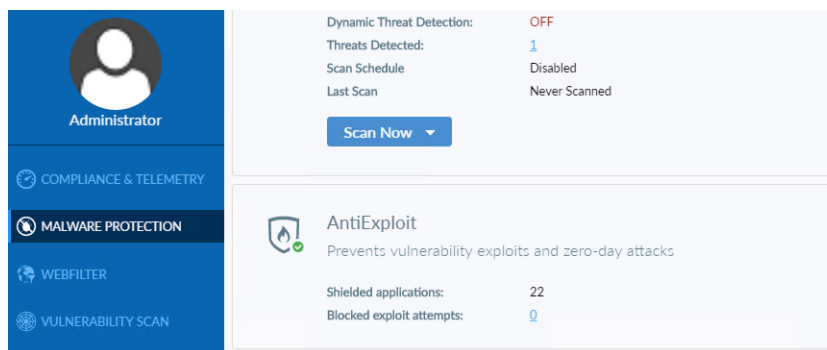 Administrator
COMPLIANCE & TELEMETRY
MALWARE PROTECTION
WEBFILTER
VULNERABILITY SCAN
Dynamic Threat Detection: OFF
Threats Detected: 1
Scan Schedule Disabled
Last Scan Never Scanned
Scan Now
AntiExploit
Prevents vulnerability exploits and zero-day attacks
Shielded applications: 22
Blocked exploit attempts: 0